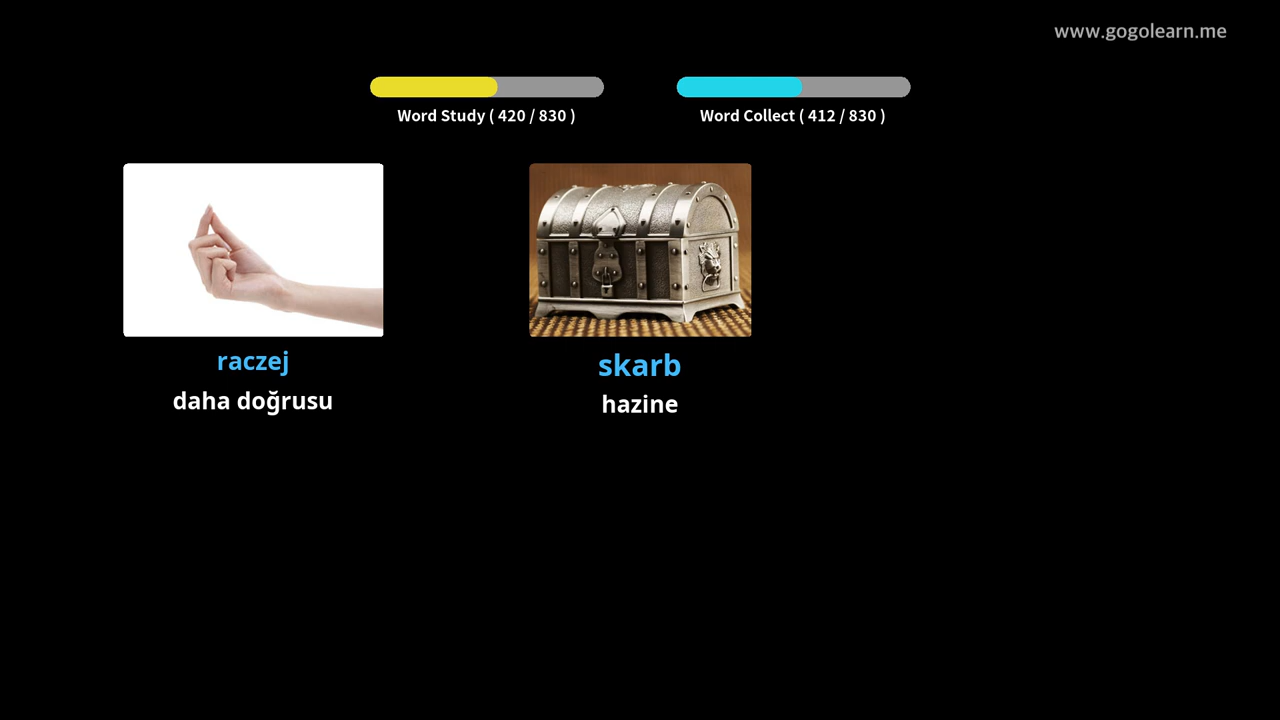 www.gogolearn.me
Word Study ( 420 / 830 )
Word Collect ( 412 / 830 )
raczej
daha doğrusu
skarb
hazine